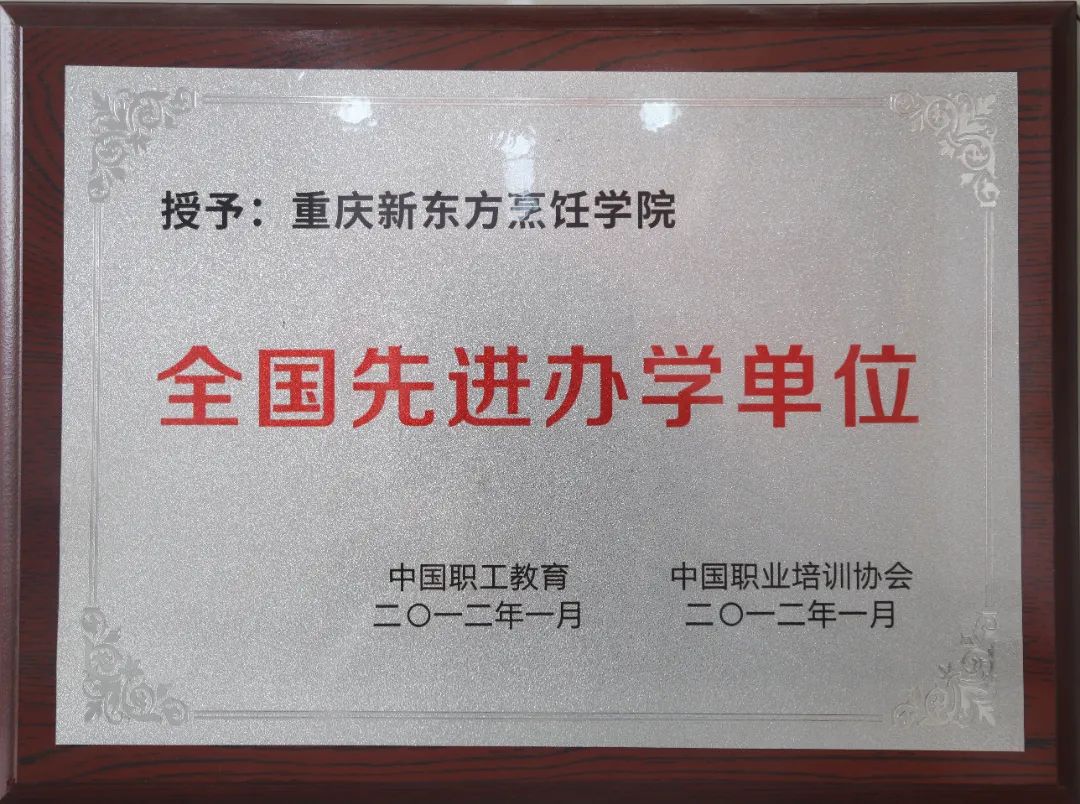 授予：重庆新东方烹饪学院
全国先进办学单位
中国职工教育
二〇一二年一月
中国职业培训协会
二〇一二年一月